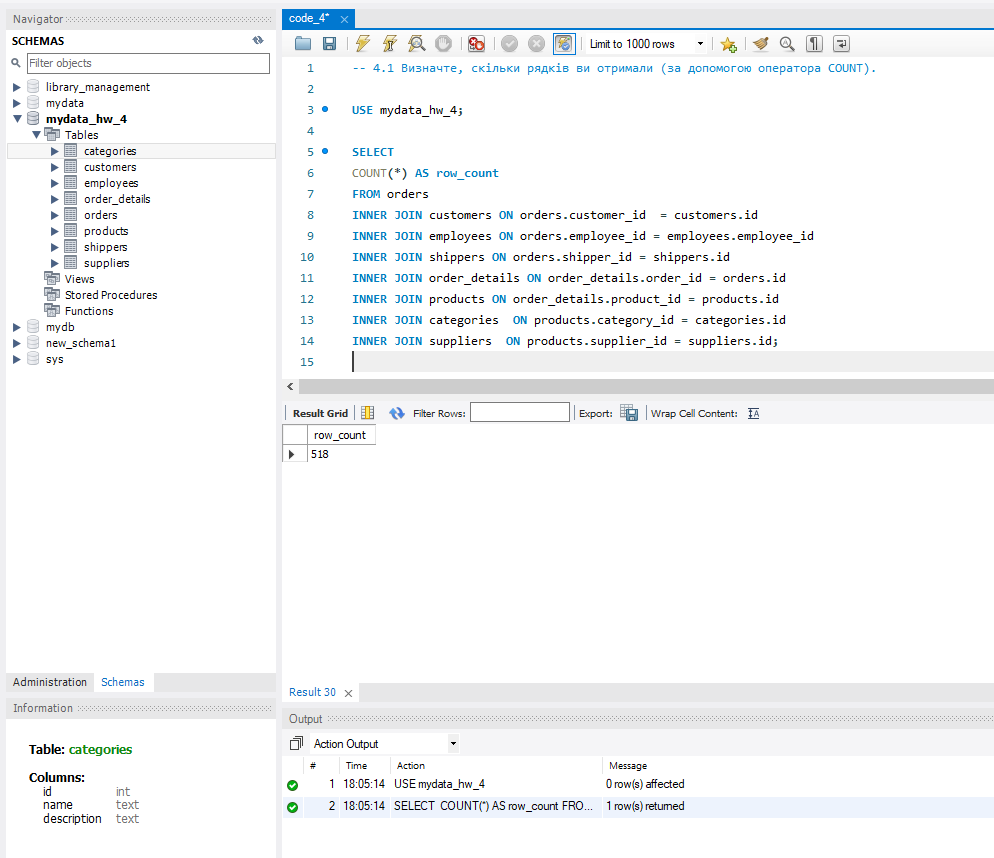 Navigator
SCHEMAS
Filter objects
library_management
mydata
mydata_hw_4
Tables
categories
customers
employees
order_details
orders
products
shippers
suppliers
Views
Stored Procedures
Functions
mydb
new_schema1
sys
Administration Schemas
Information
Table: categories
Columns:
id int
name text
description text
code_4*
Limit to 1000 rows
1 -- 4.1 Визначте, скільки рядків ви отримали (за допомогою оператора COUNT).
2
3 USE mydata_hw_4;
4
5 SELECT
6 COUNT(*) AS row_count
7 FROM orders
8 INNER JOIN customers ON orders.customer_id  = customers.id
9 INNER JOIN employees ON orders.employee_id = employees.employee_id
10 INNER JOIN shippers ON orders.shipper_id = shippers.id
11 INNER JOIN order_details ON order_details.order_id = orders.id
12 INNER JOIN products ON order_details.product_id = products.id
13 INNER JOIN categories  ON products.category_id = categories.id
14 INNER JOIN suppliers  ON products.supplier_id = suppliers.id;
15
Result Grid Filter Rows: Export: Wrap Cell Content:
row_count
518
Result 30
Output
Action Output
# Time Action Message
1 18:05:14 USE mydata_hw_4 0 row(s) affected
2 18:05:14 SELECT COUNT(*) AS row_count FRO... 1 row(s) returned